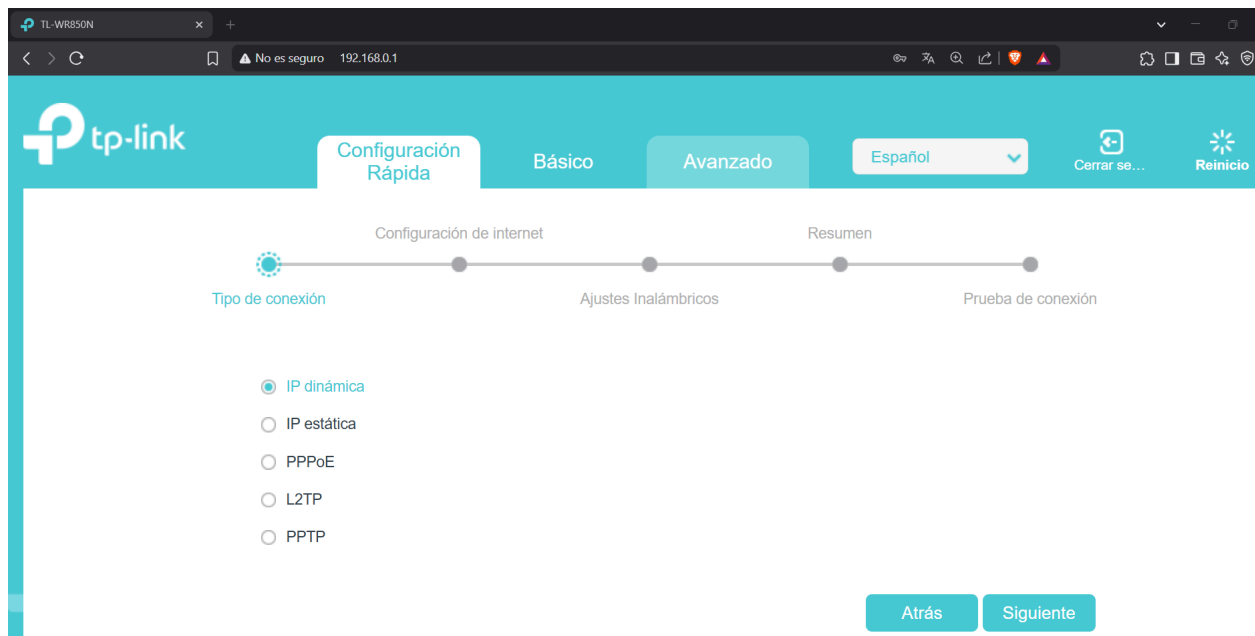 TL-WR850N
No es seguro 192.168.0.1
tp-link
Configuración
Rápida
Básico
Avanzado
Español
Cerrar se...
Reinicio
Configuración de internet
Resumen
Tipo de conexión
Ajustes Inalámbricos
Prueba de conexión
IP dinámica
IP estática
PPPoE
L2TP
PPTP
Atrás
Siguiente